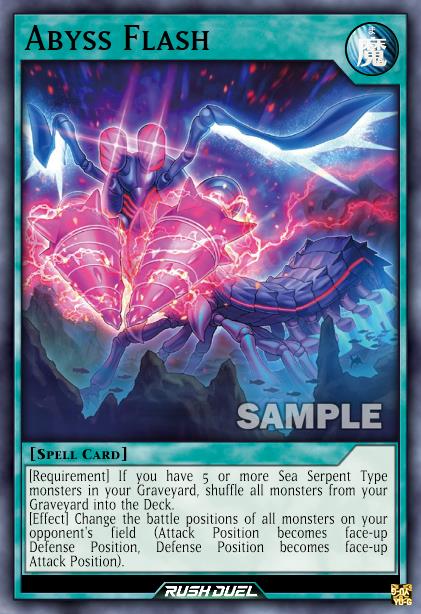 Abyss Flash
ま
魔
SAMPLE
[Spell Card]
[Requirement] If you have 5 or more Sea Serpent Type
monsters in your Graveyard, shuffle all monsters from your
Graveyard into the Deck.
[Effect] Change the battle positions of all monsters on your
opponent's field (Attack Position becomes face-up
Defense Position, Defense Position becomes face-up
Attack Position).
RUSH DUEL